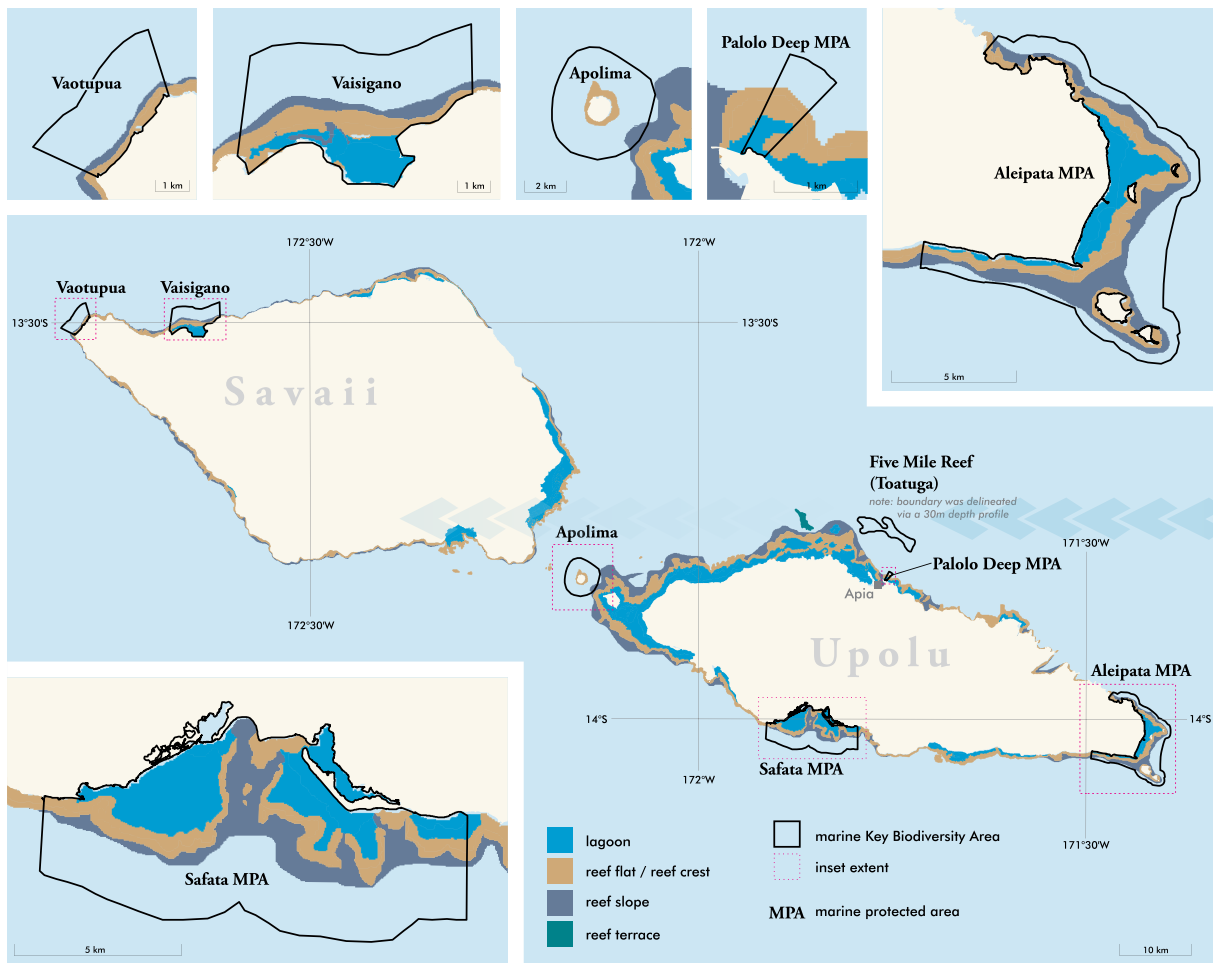 Vaotupua
1 km
Vaisigano
1 km
Apolima
2 km
Palolo Deep MPA
1 km
Aleipata MPA
5 km
172°30'W
172°W
Vaotupua
Vaisigano
13°30'S
13°30'S
Savaii
Five Mile Reef
(Toatuga)
note: boundary was delineated
via a 30m depth profile
Apolima
171°30'W
Palolo Deep MPA
Apia
172°30'W
Upolu
Aleipata MPA
14°S
14°S
Safata MPA
172°W
171°30'W
Safata MPA
5 km
lagoon
reef flat / reef crest
reef slope
reef terrace
marine Key Biodiversity Area
inset extent
MPA marine protected area
10 km